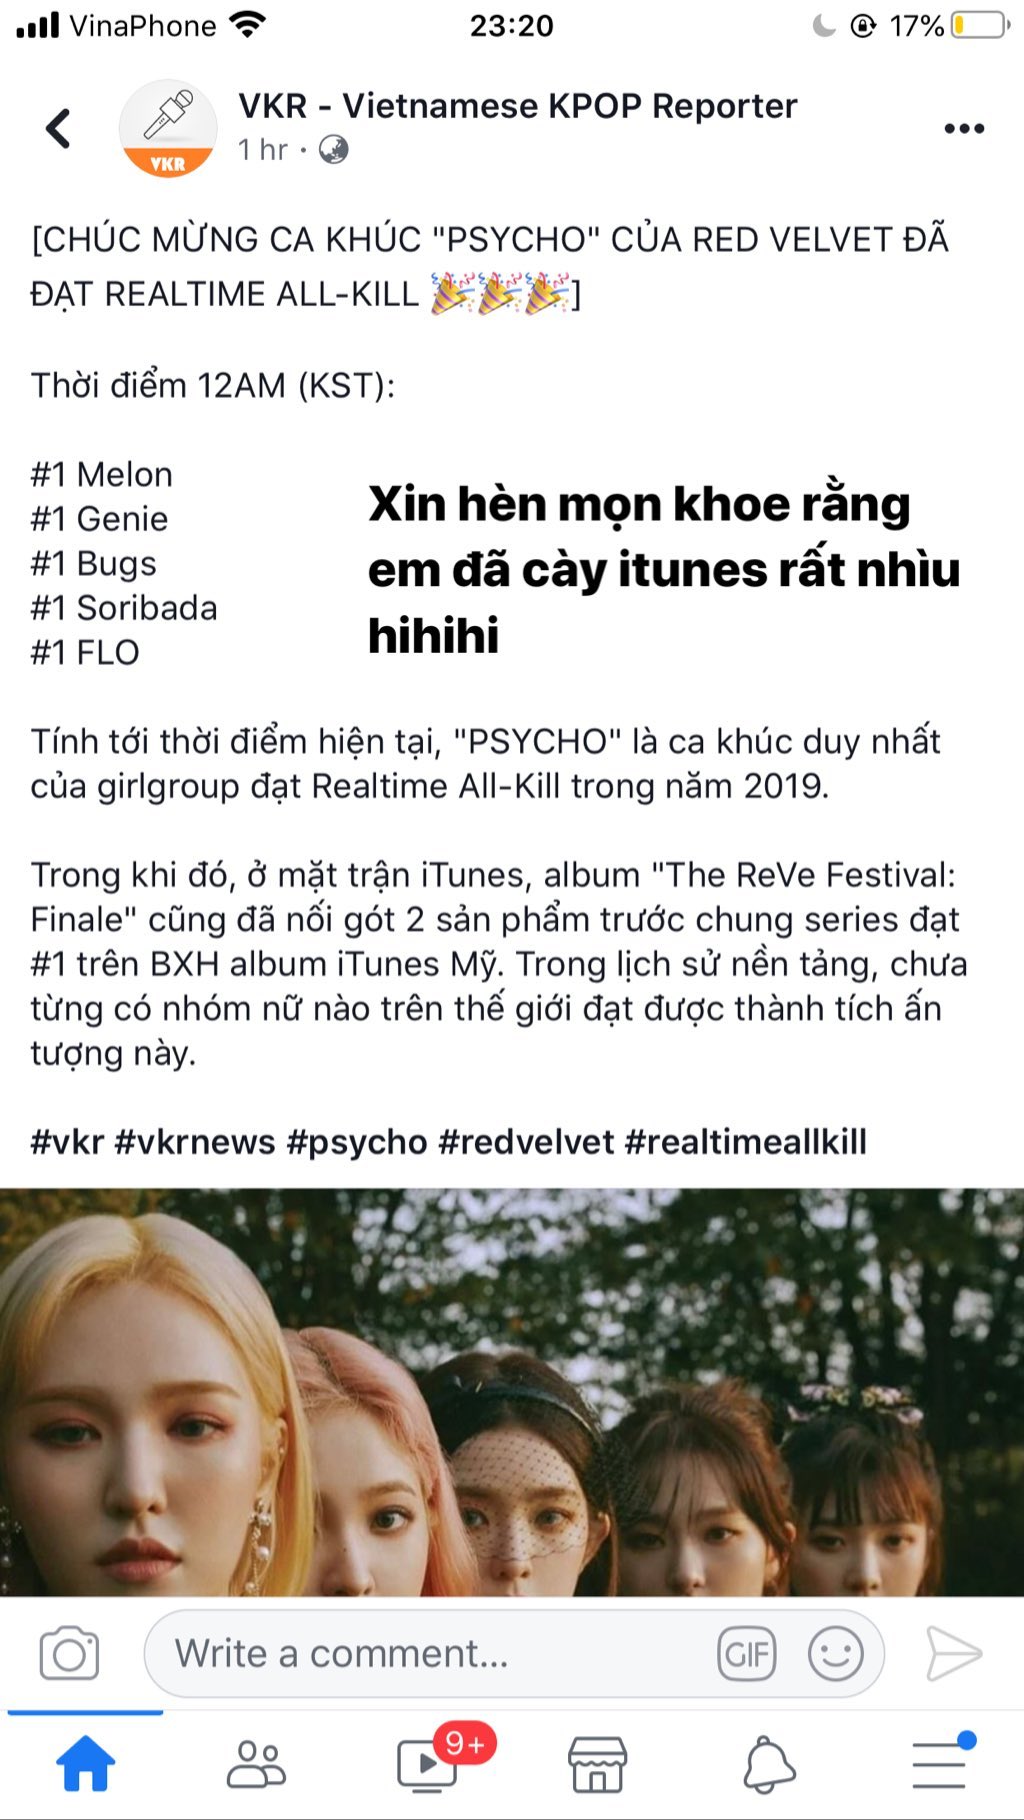 VinaPhone 23:20 17%
VKR - Vietnamese KPOP Reporter
VKR
1 hr ·
[CHÚC MỪNG CA KHÚC "PSYCHO" CỦA RED VELVET ĐÃ
ĐẠT REALTIME ALL-KILL 🎉🎉🎉]
Thời điểm 12AM (KST):
#1 Melon
#1 Genie
#1 Bugs
#1 Soribada
#1 FLO
Xin hèn mọn khoe rằng
em đã cày itunes rất nhìu
hihihi
Tính tới thời điểm hiện tại, "PSYCHO" là ca khúc duy nhất
của girlgroup đạt Realtime All-Kill trong năm 2019.
Trong khi đó, ở mặt trận iTunes, album "The ReVe Festival:
Finale" cũng đã nối gót 2 sản phẩm trước chung series đạt
#1 trên BXH album iTunes Mỹ. Trong lịch sử nền tảng, chưa
từng có nhóm nữ nào trên thế giới đạt được thành tích ấn
tượng này.
#vkr #vkrnews #psycho #redvelvet #realtimeallkill
Write a comment...
GIF
9+